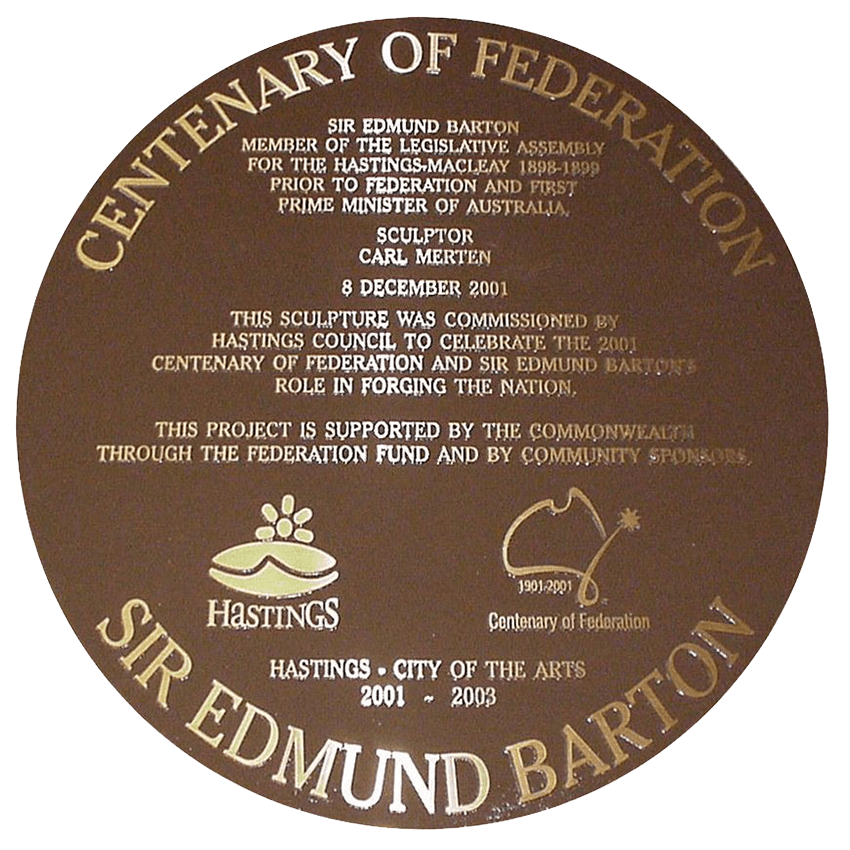 CENTENARY OF FEDERATION
SIR EDMUND BARTON
MEMBER OF THE LEGISLATIVE ASSEMBLY
FOR THE HASTINGS-MACLEAY 1898-1899
PRIOR TO FEDERATION AND FIRST
PRIME MINISTER OF AUSTRALIA.
SCULPTOR
CARL MERTEN
8 DECEMBER 2001
THIS SCULPTURE WAS COMMISSIONED BY
HASTINGS COUNCIL TO CELEBRATE THE 2001
CENTENARY OF FEDERATION AND SIR EDMUND BARTON'S
ROLE IN FORGING THE NATION.
THIS PROJECT IS SUPPORTED BY THE COMMONWEALTH
THROUGH THE FEDERATION FUND AND BY COMMUNITY SPONSORS.
HASTINGS
1901-2001
Centenary of Federation
HASTINGS - CITY OF THE ARTS
2001 ~ 2003
SIR EDMUND BARTON